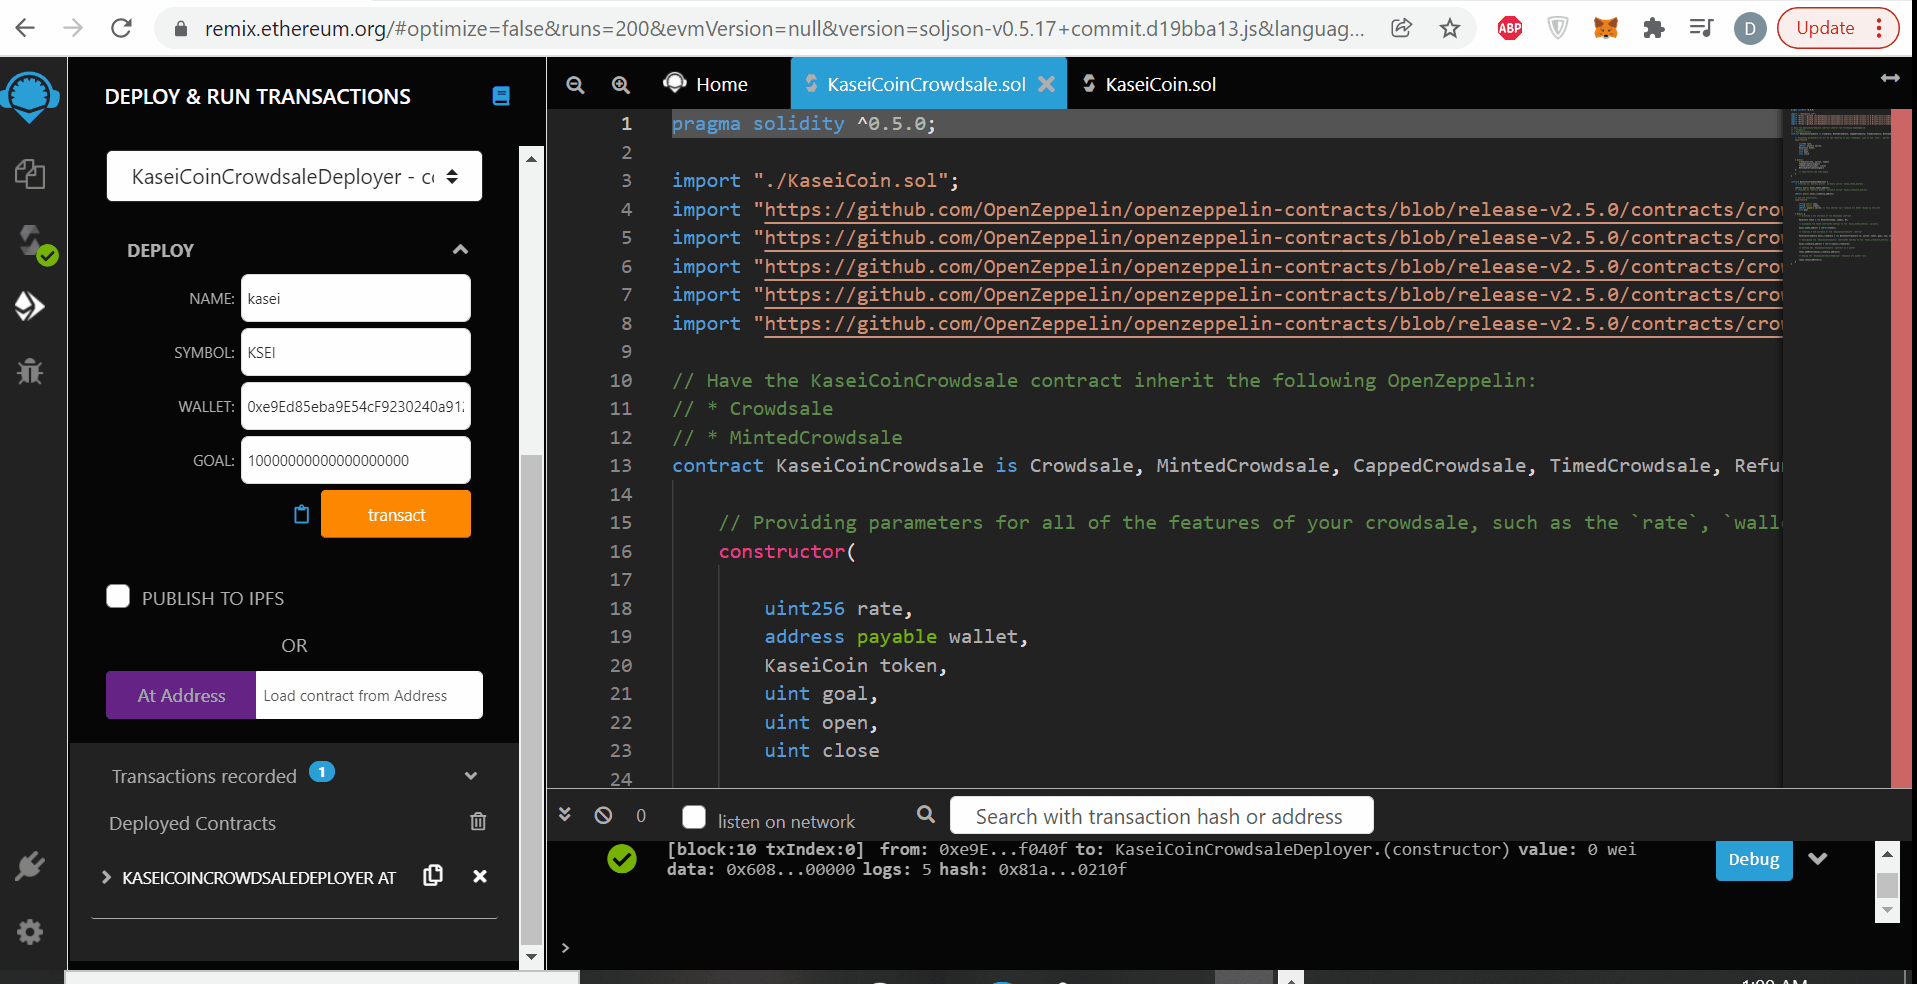 remix.ethereum.org/#optimize=false&runs=200&evmVersion=null&version=soljson-v0.5.17+commit.d19bba13.js&languag...
ABP
D
Update
DEPLOY & RUN TRANSACTIONS
KaseiCoinCrowdsaleDeployer - co
DEPLOY
NAME: kasei
SYMBOL: KSEI
WALLET: 0xe9Ed85eba9E54cF9230240a91
GOAL: 10000000000000000000
transact
PUBLISH TO IPFS
OR
At Address Load contract from Address
Transactions recorded 1
Deployed Contracts
KASEICOINCROWDSALEDEPLOYER AT
Home
KaseiCoinCrowdsale.sol
KaseiCoin.sol
1 pragma solidity ^0.5.0;
2
3 import "./KaseiCoin.sol";
4 import "https://github.com/OpenZeppelin/openzeppelin-contracts/blob/release-v2.5.0/contracts/crow
5 import "https://github.com/OpenZeppelin/openzeppelin-contracts/blob/release-v2.5.0/contracts/crow
6 import "https://github.com/OpenZeppelin/openzeppelin-contracts/blob/release-v2.5.0/contracts/crow
7 import "https://github.com/OpenZeppelin/openzeppelin-contracts/blob/release-v2.5.0/contracts/crow
8 import "https://github.com/OpenZeppelin/openzeppelin-contracts/blob/release-v2.5.0/contracts/crow
9
10 // Have the KaseiCoinCrowdsale contract inherit the following OpenZeppelin:
11 // * Crowdsale
12 // * MintedCrowdsale
13 contract KaseiCoinCrowdsale is Crowdsale, MintedCrowdsale, CappedCrowdsale, TimedCrowdsale, Refun
14
15 // Providing parameters for all of the features of your crowdsale, such as the `rate`, `wall
16 constructor(
17
18 uint256 rate,
19 address payable wallet,
20 KaseiCoin token,
21 uint goal,
22 uint open,
23 uint close
24
0
listen on network
Search with transaction hash or address
[block:10 txIndex:0] from: 0xe9E...f040f to: KaseiCoinCrowdsaleDeployer.(constructor) value: 0 wei
data: 0x608...00000 logs: 5 hash: 0x81a...0210f
Debug
>